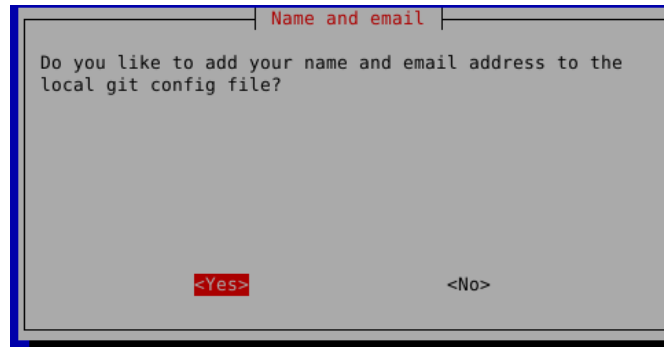 Name and email
Do you like to add your name and email address to the
local git config file?
<Yes> <No>